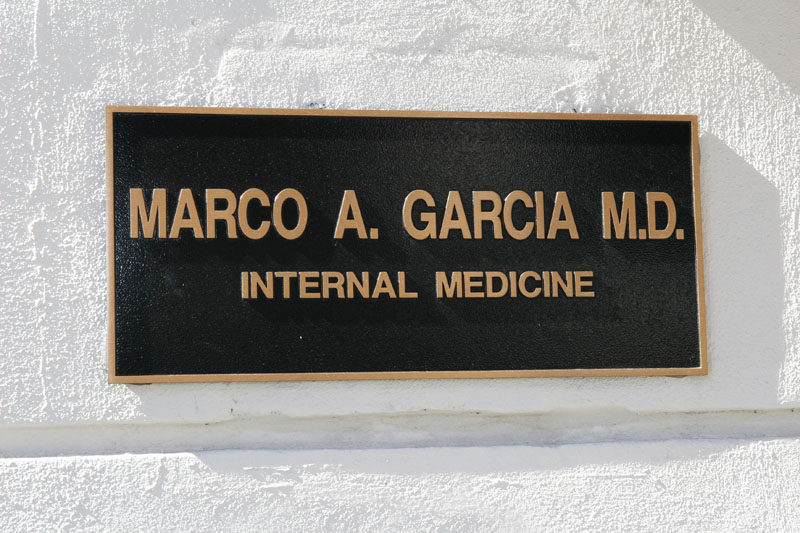 MARCO A. GARCIA M.D.
INTERNAL MEDICINE